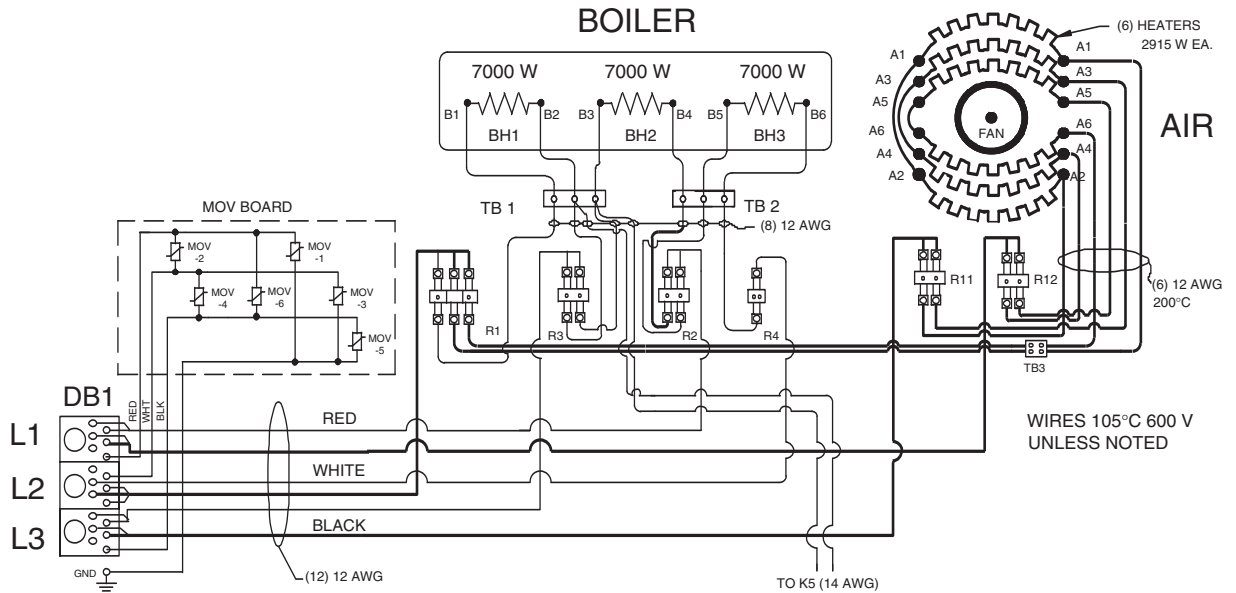 BOILER
(6) HEATERS
2915 W EA.
7000 W 7000 W 7000 W
B1 B2 B3 B4 B5 B6
BH1 BH2 BH3
A1 A1
A3 A3
A5 A5
A6 A6
A4 A4
A2 A2
FAN
AIR
TB 1 TB 2
(8) 12 AWG
MOV BOARD
MOV
-2
MOV
-1
MOV
-4
MOV
-6
MOV
-3
MOV
-5
R1 R3 R2 R4 R11 R12
(6) 12 AWG
200°C
TB3
DB1
RED
WHT
BLK
L1
RED
WIRES 105°C 600 V
UNLESS NOTED
L2
WHITE
L3
BLACK
GND
(12) 12 AWG
TO K5 (14 AWG)